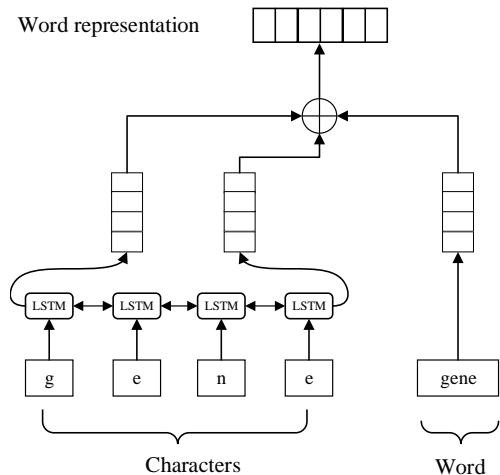 Word representation
LSTM LSTM LSTM LSTM
g e n e gene
Characters Word